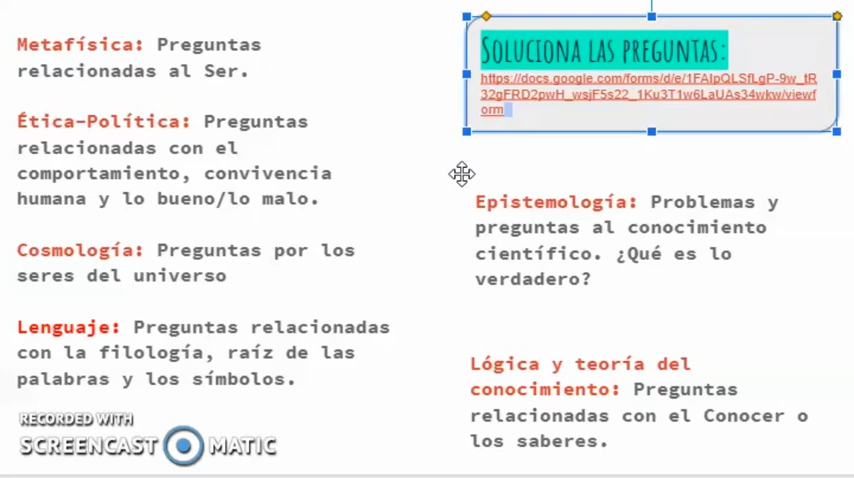 Metafísica: Preguntas
relacionadas al Ser.
Ética-Política: Preguntas
relacionadas con el
comportamiento, convivencia
humana y lo bueno/lo malo.
Cosmología: Preguntas por los
seres del universo
Lenguaje: Preguntas relacionadas
con la filología, raíz de las
palabras y los símbolos.
RECORDED WITH
SCREENCAST MATIC
Soluciona las preguntas:
https://docs.google.com/forms/d/e/1FAIpQLSfLgP-9w_tR
32gFRD2pwH_wsjF5s22_1Ku3T1w6LaUAs34wkw/viewf
orm
Epistemología: Problemas y
preguntas al conocimiento
científico. ¿Qué es lo
verdadero?
Lógica y teoría del
conocimiento: Preguntas
relacionadas con el Conocer o
los saberes.